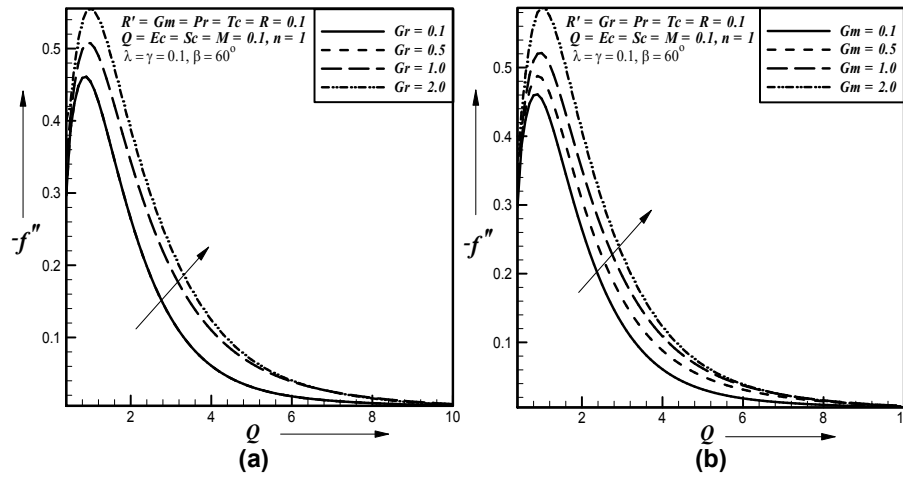 R' = Gm = Pr = Tc = R = 0.1
Q = Ec = Sc = M = 0.1, n = 1
λ = γ = 0.1, β = 60°
Gr = 0.1
Gr = 0.5
Gr = 1.0
Gr = 2.0
0.5
0.4
0.3
0.2
0.1
-f''
2
4
6
8
10
Q
(a)
R' = Gr = Pr = Tc = R = 0.1
Q = Ec = Sc = M = 0.1, n = 1
λ = γ = 0.1, β = 60°
Gm = 0.1
Gm = 0.5
Gm = 1.0
Gm = 2.0
0.5
0.4
0.3
0.2
0.1
-f''
2
4
6
8
1
Q
(b)